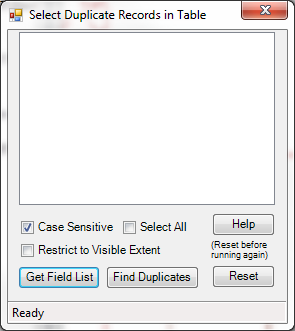 Select Duplicate Records in Table
Case Sensitive
Select All
Help
Restrict to Visible Extent
(Reset before
running again)
Get Field List
Find Duplicates
Reset
Ready